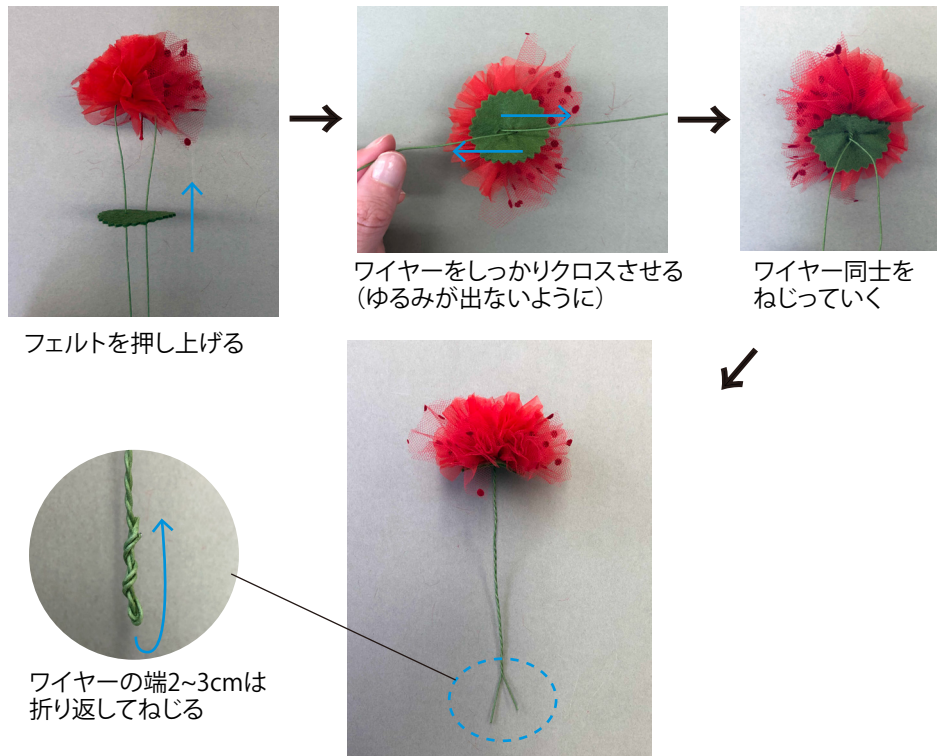 フェルトを押し上げる
ワイヤーをしっかりクロスさせる
（ゆるみが出ないように）
ワイヤー同士を
ねじっていく
ワイヤーの端2~3cmは
折り返してねじる